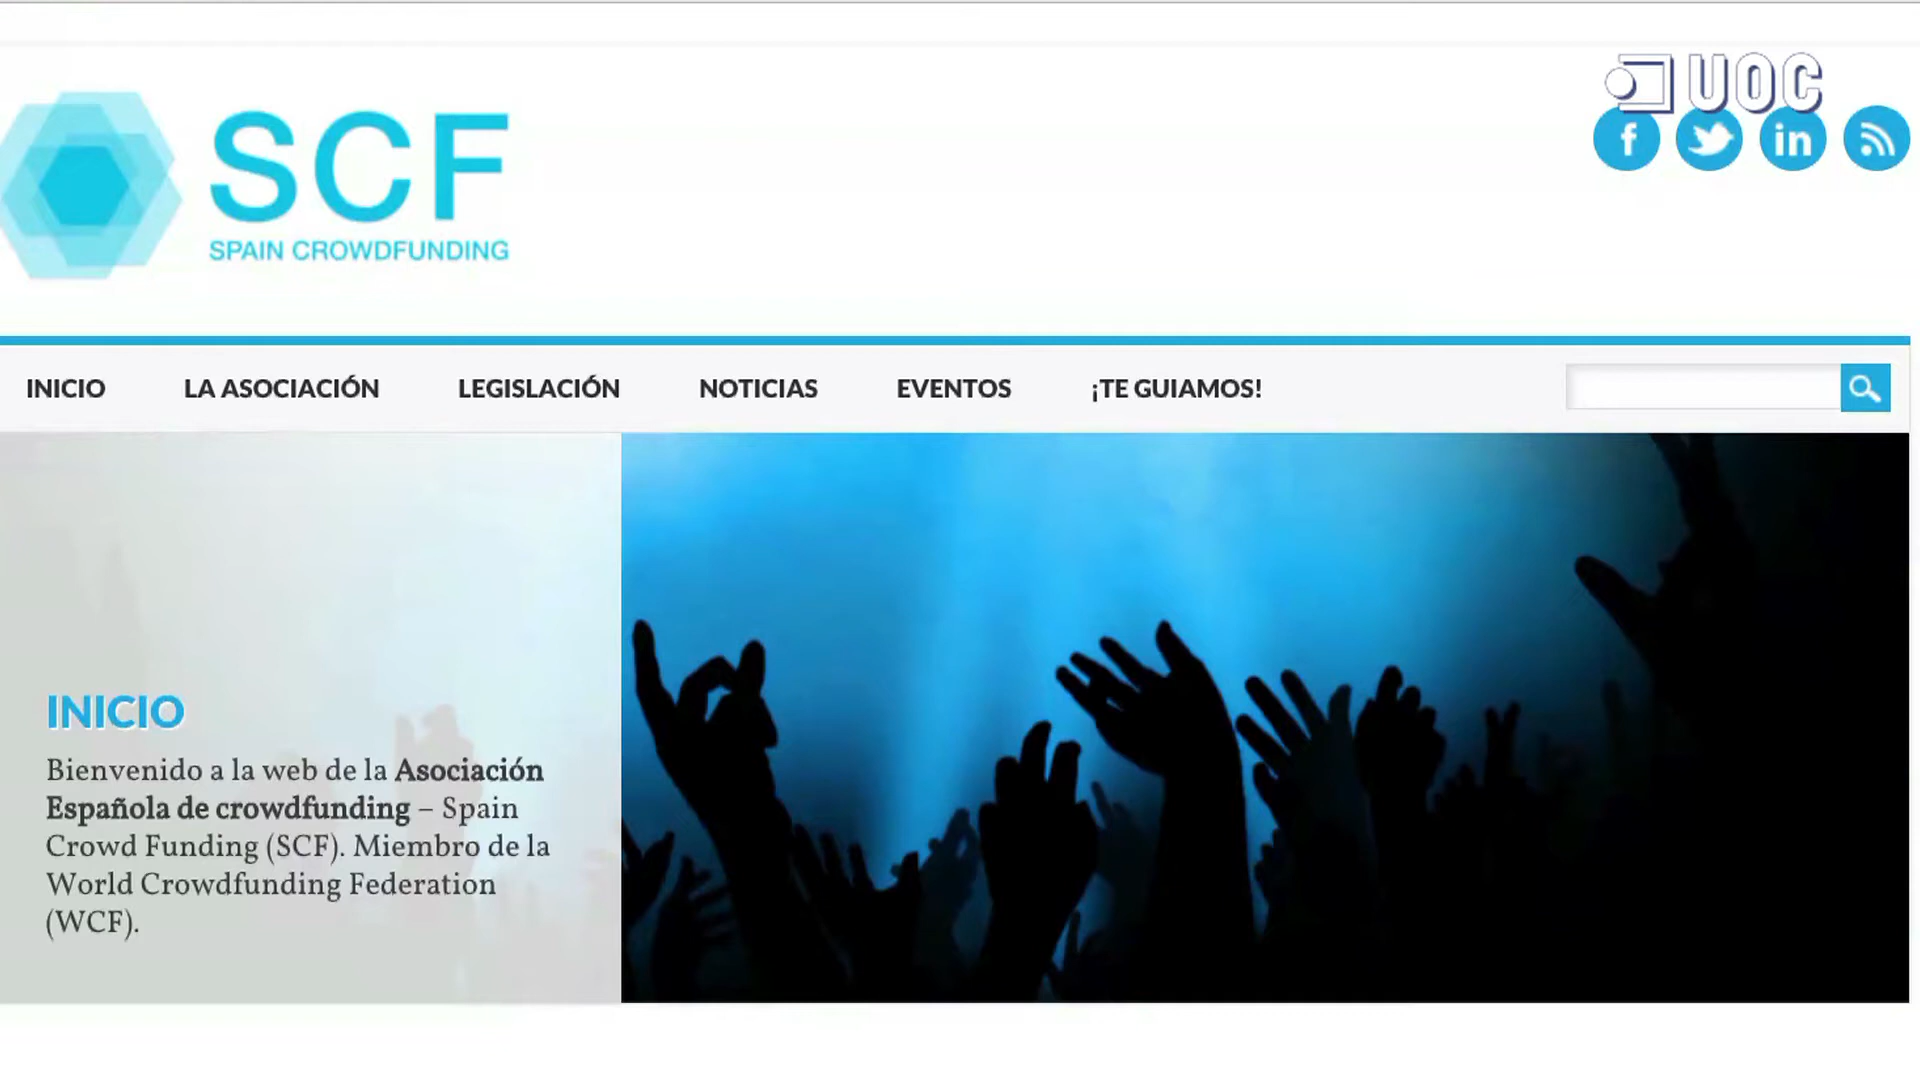 UOC
SCF
SPAIN CROWDFUNDING
f
in
INICIO
LA ASOCIACIÓN
LEGISLACIÓN
NOTICIAS
EVENTOS
¡TE GUIAMOS!
INICIO
Bienvenido a la web de la Asociación
Española de crowdfunding – Spain
Crowd Funding (SCF). Miembro de la
World Crowdfunding Federation
(WCF).